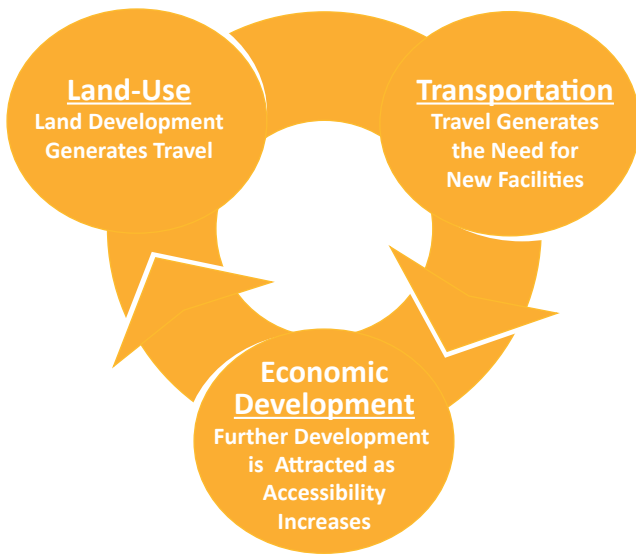 Land-Use
Land Development
Generates Travel
Transportation
Travel Generates
the Need for
New Facilities
Economic
Development
Further Development
is Attracted as
Accessibility
Increases